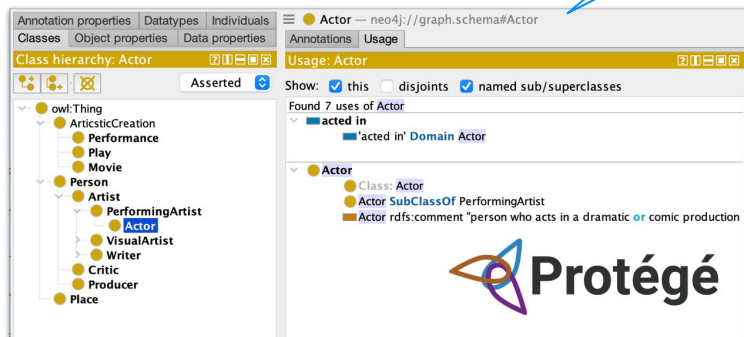 Annotation properties Datatypes Individuals
Classes Object properties Data properties
Class hierarchy: Actor
Asserted
owl:Thing
ArticsticCreation
Performance
Play
Movie
Person
Artist
PerformingArtist
Actor
VisualArtist
Writer
Critic
Producer
Place
Actor — neo4j://graph.schema#Actor
Annotations Usage
Usage: Actor
Show: this disjoints named sub/superclasses
Found 7 uses of Actor
acted in
'acted in' Domain Actor
Actor
Class: Actor
Actor SubClassOf PerformingArtist
Actor rdfs:comment "person who acts in a dramatic or comic production
Protégé